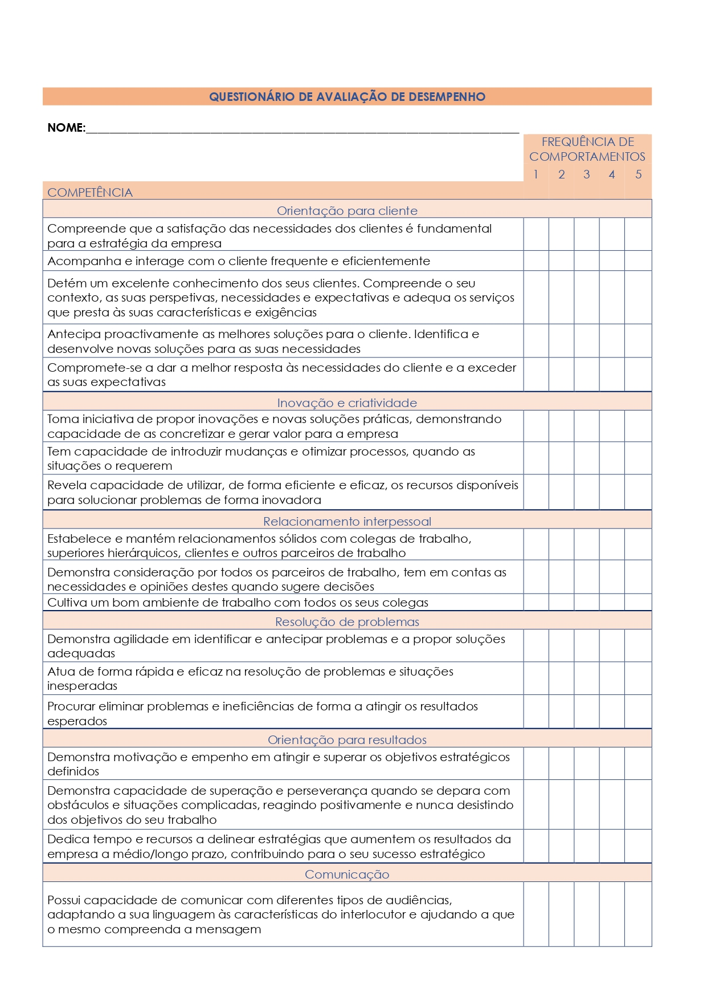 QUESTIONÁRIO DE AVALIAÇÃO DE DESEMPENHO
NOME:
FREQUÊNCIA DE
COMPORTAMENTOS
1 2 3 4 5
COMPETÊNCIA
Orientação para cliente
Compreende que a satisfação das necessidades dos clientes é fundamental
para a estratégia da empresa
Acompanha e interage com o cliente frequente e eficientemente
Detém um excelente conhecimento dos seus clientes. Compreende o seu
contexto, as suas perspetivas, necessidades e expectativas e adequa os serviços
que presta às suas características e exigências
Antecipa proactivamente as melhores soluções para o cliente. Identifica e
desenvolve novas soluções para as suas necessidades
Compromete-se a dar a melhor resposta às necessidades do cliente e a exceder
as suas expectativas
Inovação e criatividade
Toma iniciativa de propor inovações e novas soluções práticas, demonstrando
capacidade de as concretizar e gerar valor para a empresa
Tem capacidade de introduzir mudanças e otimizar processos, quando as
situações o requerem
Revela capacidade de utilizar, de forma eficiente e eficaz, os recursos disponíveis
para solucionar problemas de forma inovadora
Relacionamento interpessoal
Estabelece e mantém relacionamentos sólidos com colegas de trabalho,
superiores hierárquicos, clientes e outros parceiros de trabalho
Demonstra consideração por todos os parceiros de trabalho, tem em contas as
necessidades e opiniões destes quando sugere decisões
Cultiva um bom ambiente de trabalho com todos os seus colegas
Resolução de problemas
Demonstra agilidade em identificar e antecipar problemas e a propor soluções
adequadas
Atua de forma rápida e eficaz na resolução de problemas e situações
inesperadas
Procurar eliminar problemas e ineficiências de forma a atingir os resultados
esperados
Orientação para resultados
Demonstra motivação e empenho em atingir e superar os objetivos estratégicos
definidos
Demonstra capacidade de superação e perseverança quando se depara com
obstáculos e situações complicadas, reagindo positivamente e nunca desistindo
dos objetivos do seu trabalho
Dedica tempo e recursos a delinear estratégias que aumentem os resultados da
empresa a médio/longo prazo, contribuindo para o seu sucesso estratégico
Comunicação
Possui capacidade de comunicar com diferentes tipos de audiências,
adaptando a sua linguagem às características do interlocutor e ajudando a que
o mesmo compreenda a mensagem